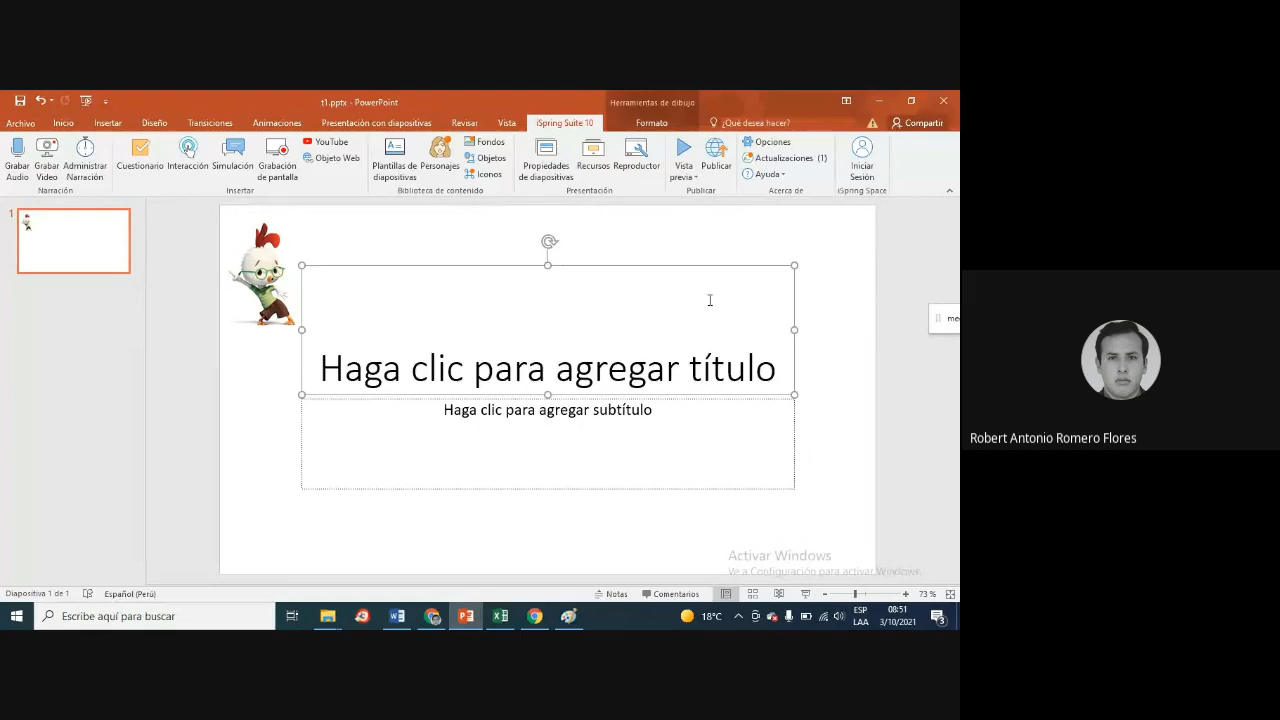 t1.pptx - PowerPoint
Herramientas de dibujo
Archivo Inicio Insertar Diseño Transiciones Animaciones Presentación con diapositivas Revisar Vista iSpring Suite 10 Formato ¿Qué desea hacer? Compartir
Grabar Audio
Grabar Video
Administrar Narración
Narración
Cuestionario
Interacción
Simulación
Grabación de pantalla
YouTube
Objeto Web
Insertar
Plantillas de diapositivas
Personajes
Fondos
Objetos
Iconos
Biblioteca de contenido
Propiedades de diapositivas
Recursos
Reproductor
Presentación
Vista previa
Publicar
Publicar
Opciones
Actualizaciones (1)
Ayuda
Acerca de
Iniciar Sesión
iSpring Space
1
Haga clic para agregar título
Haga clic para agregar subtítulo
Activar Windows
Ve a Configuración para activar Windows.
Robert Antonio Romero Flores
Diapositiva 1 de 1 Español (Perú) Notas Comentarios 73 %
Escribe aquí para buscar
18°C
ESP
LAA
08:51
3/10/2021
3